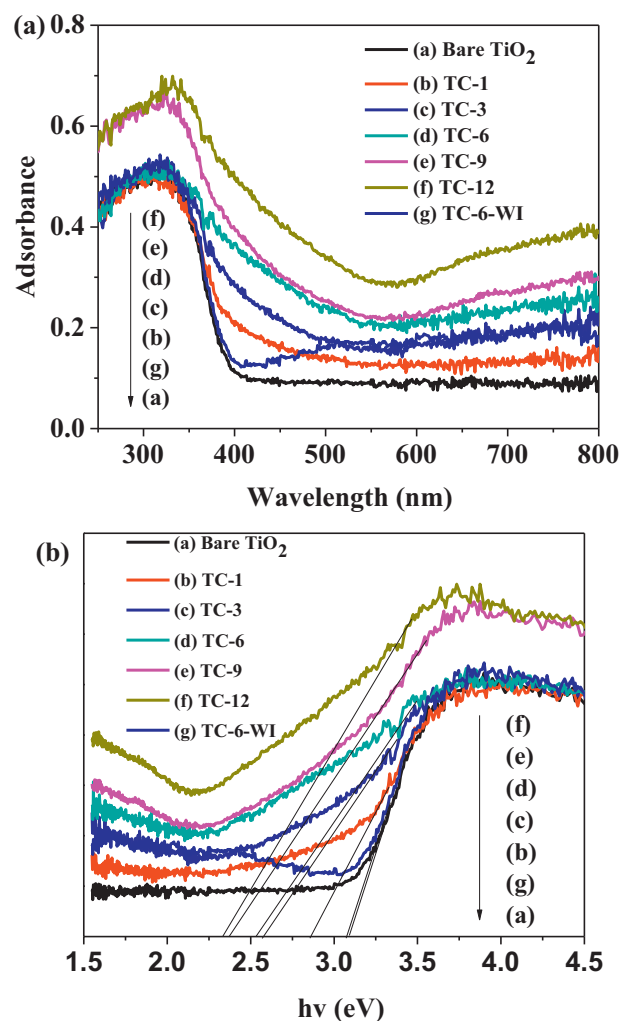 (a)
0.8
0.6
0.4
0.2
0.0
Adsorbance
(a) Bare TiO₂
(b) TC-1
(c) TC-3
(d) TC-6
(e) TC-9
(f) TC-12
(g) TC-6-WI
(f)
(e)
(d)
(c)
(b)
(g)
(a)
300 400 500 600 700 800
Wavelength (nm)
(b)
(a) Bare TiO₂
(b) TC-1
(c) TC-3
(d) TC-6
(e) TC-9
(f) TC-12
(g) TC-6-WI
(f)
(e)
(d)
(c)
(b)
(g)
(a)
1.5 2.0 2.5 3.0 3.5 4.0 4.5
hv (eV)